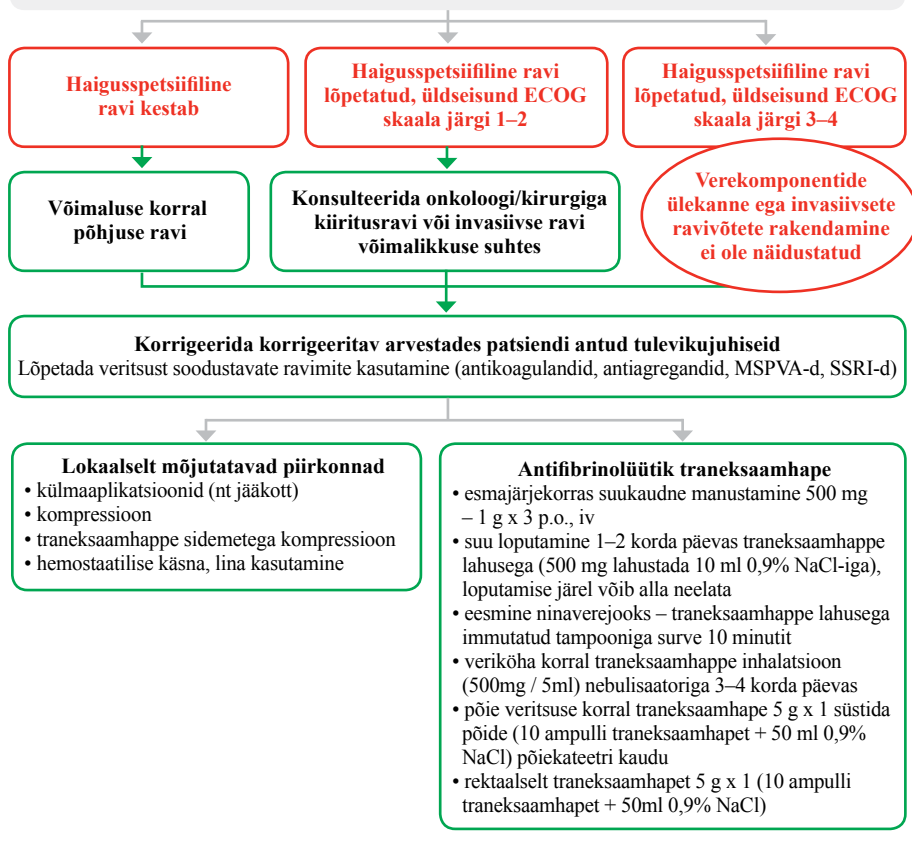 Haigusspetsiifiline
ravi kestab
Haigusspetsiifiline ravi
lõpetatud, üldseisund ECOG
skaala järgi 1–2
Haigusspetsiifiline ravi
lõpetatud, üldseisund ECOG
skaala järgi 3–4
Võimaluse korral
põhjuse ravi
Konsulteerida onkoloogi/kirurgiga
kiiritusravi või invasiivse ravi
võimalikkuse suhtes
Verekomponentide
ülekanne ega invasiivsete
ravivõtete rakendamine
ei ole näidustatud
Korrigeerida korrigeeritav arvestades patsiendi antud tulevikujuhiseid
Lõpetada veritsust soodustavate ravimite kasutamine (antikoagulandid, antiagregandid, MSPVA-d, SSRI-d)
Lokaalselt mõjutatavad piirkonnad
• külmaaplikatsioonid (nt jääkott)
• kompressioon
• traneksaamhappe sidemetega kompressioon
• hemostaatilise käsna, lina kasutamine
Antifibrinolüütik traneksaamhape
• esmajärjekorras suukaudne manustamine 500 mg
– 1 g x 3 p.o., iv
• suu loputamine 1–2 korda päevas traneksaamhappe
lahusega (500 mg lahustada 10 ml 0,9% NaCl-iga),
loputamise järel võib alla neelata
• eesmine ninaverejooks – traneksaamhappe lahusega
immutatud tampooniga surve 10 minutit
• veriköha korral traneksaamhappe inhalatsioon
(500mg / 5ml) nebulisaatoriga 3–4 korda päevas
• põie veritsuse korral traneksaamhape 5 g x 1 süstida
põide (10 ampulli traneksaamhapet + 50 ml 0,9%
NaCl) põiekateetri kaudu
• rektaalselt traneksaamhapet 5 g x 1 (10 ampulli
traneksaamhapet + 50ml 0,9% NaCl)